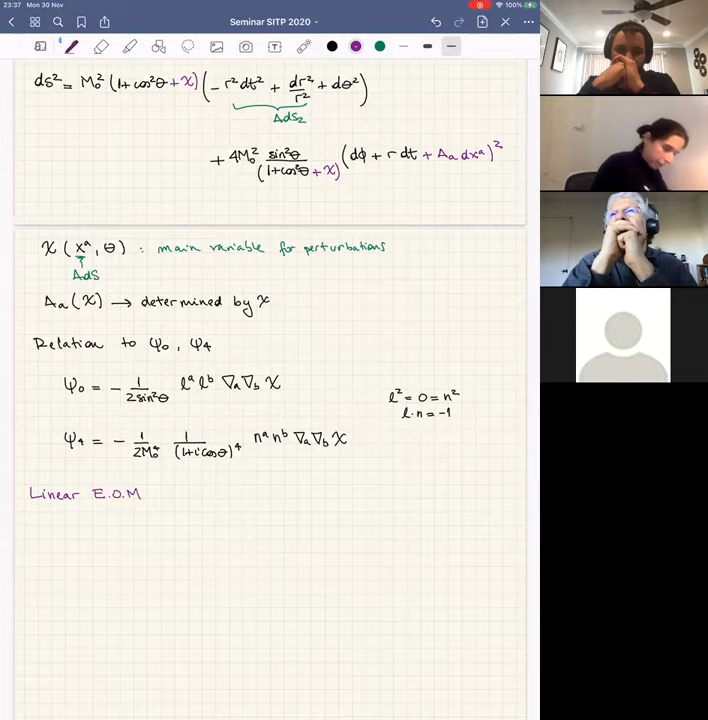 23:37 Mon 30 Nov
100%
Seminar SITP 2020
ds² = M₀² (1+cos²θ + χ) (- r²dt² + dr²/r² + dθ²)
AdS₂
+ 4M₀² sin²θ/(1+cos²θ + χ) (dϕ + r dt + A_a dx^a)²
χ (x^a, θ) : main variable for perturbations
AdS
A_a (χ) → determined by χ
Relation to ψ₀, ψ₄
ψ₀ = - 1/(2sin²θ) l^a l^b ∇_a ∇_b χ
l² = 0 = n²
l·n = -1
ψ₄ = - 1/(2M₀⁴) 1/(1+i cosθ)⁴ n^a n^b ∇_a ∇_b χ
Linear E.O.M